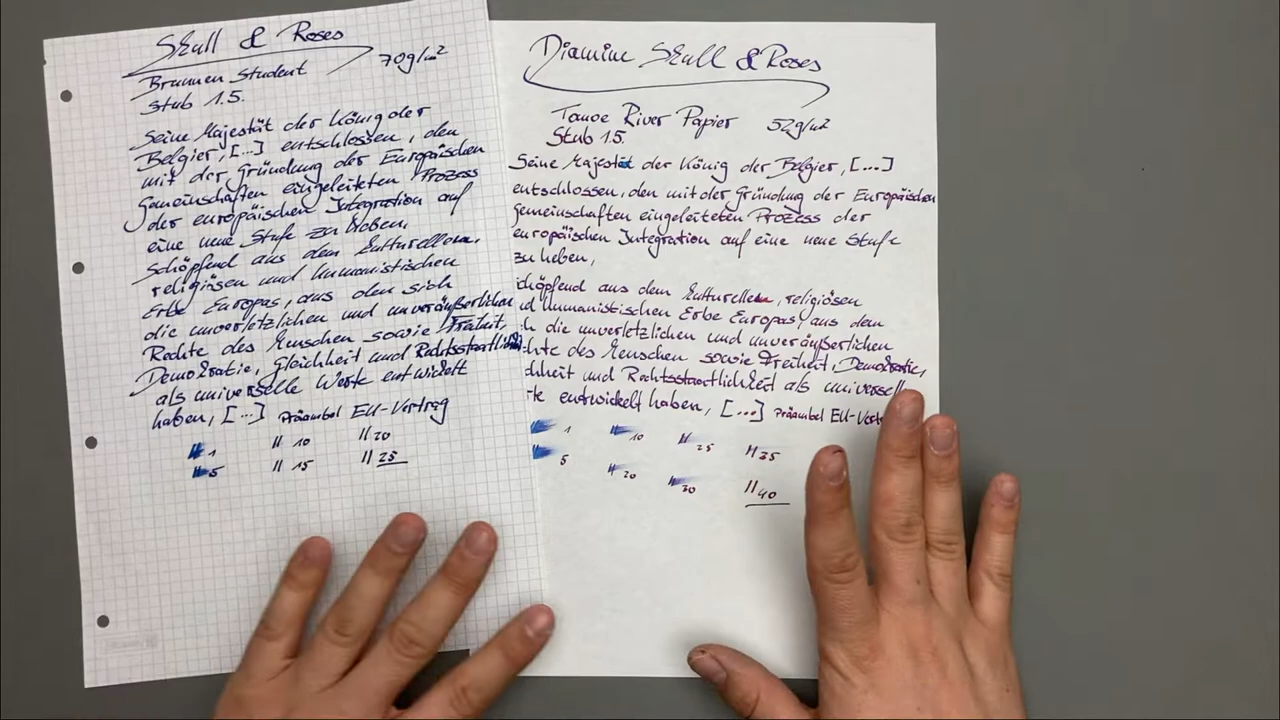 Skull & Roses
70g/m²
Brunnen Student
Stub 1.5.
Seine Majestät der König der
Belgier, [...] entschlossen, den
mit der Gründung der Europäischen
Gemeinschaften eingeleiteten Prozess
der europäischen Integration auf
eine neue Stufe zu heben,
Schöpfend aus dem kulturellen,
religiösen und humanistischen
Erbe Europas, aus dem sich
die unverletzlichen und unveräußerlichen
Rechte des Menschen sowie Freiheit,
Demokratie, Gleichheit und Rechtsstaatlich
als universelle Werte entwickelt
haben, [...] Präambel EU-Vertrag
1
10
20
5
15
25
Diamine Skull & Roses
Tomoe River Papier 52g/m²
Stub 1.5.
Seine Majestät der König der Belgier, [...]
entschlossen, den mit der Gründung der Europäischen
Gemeinschaften eingeleiteten Prozess der
europäischen Integration auf eine neue Stufe
zu heben,
chöpfend aus dem kulturellen, religiösen
d humanistischen Erbe Europas, aus dem
h die unverletzlichen und unveräußerlichen
chte des Menschen sowie Freiheit, Demokratie,
chheit und Rechtsstaatlichkeit als universelle
te entwickelt haben, [...] Präambel EU-Vert
1
10
25
35
5
20
30
40